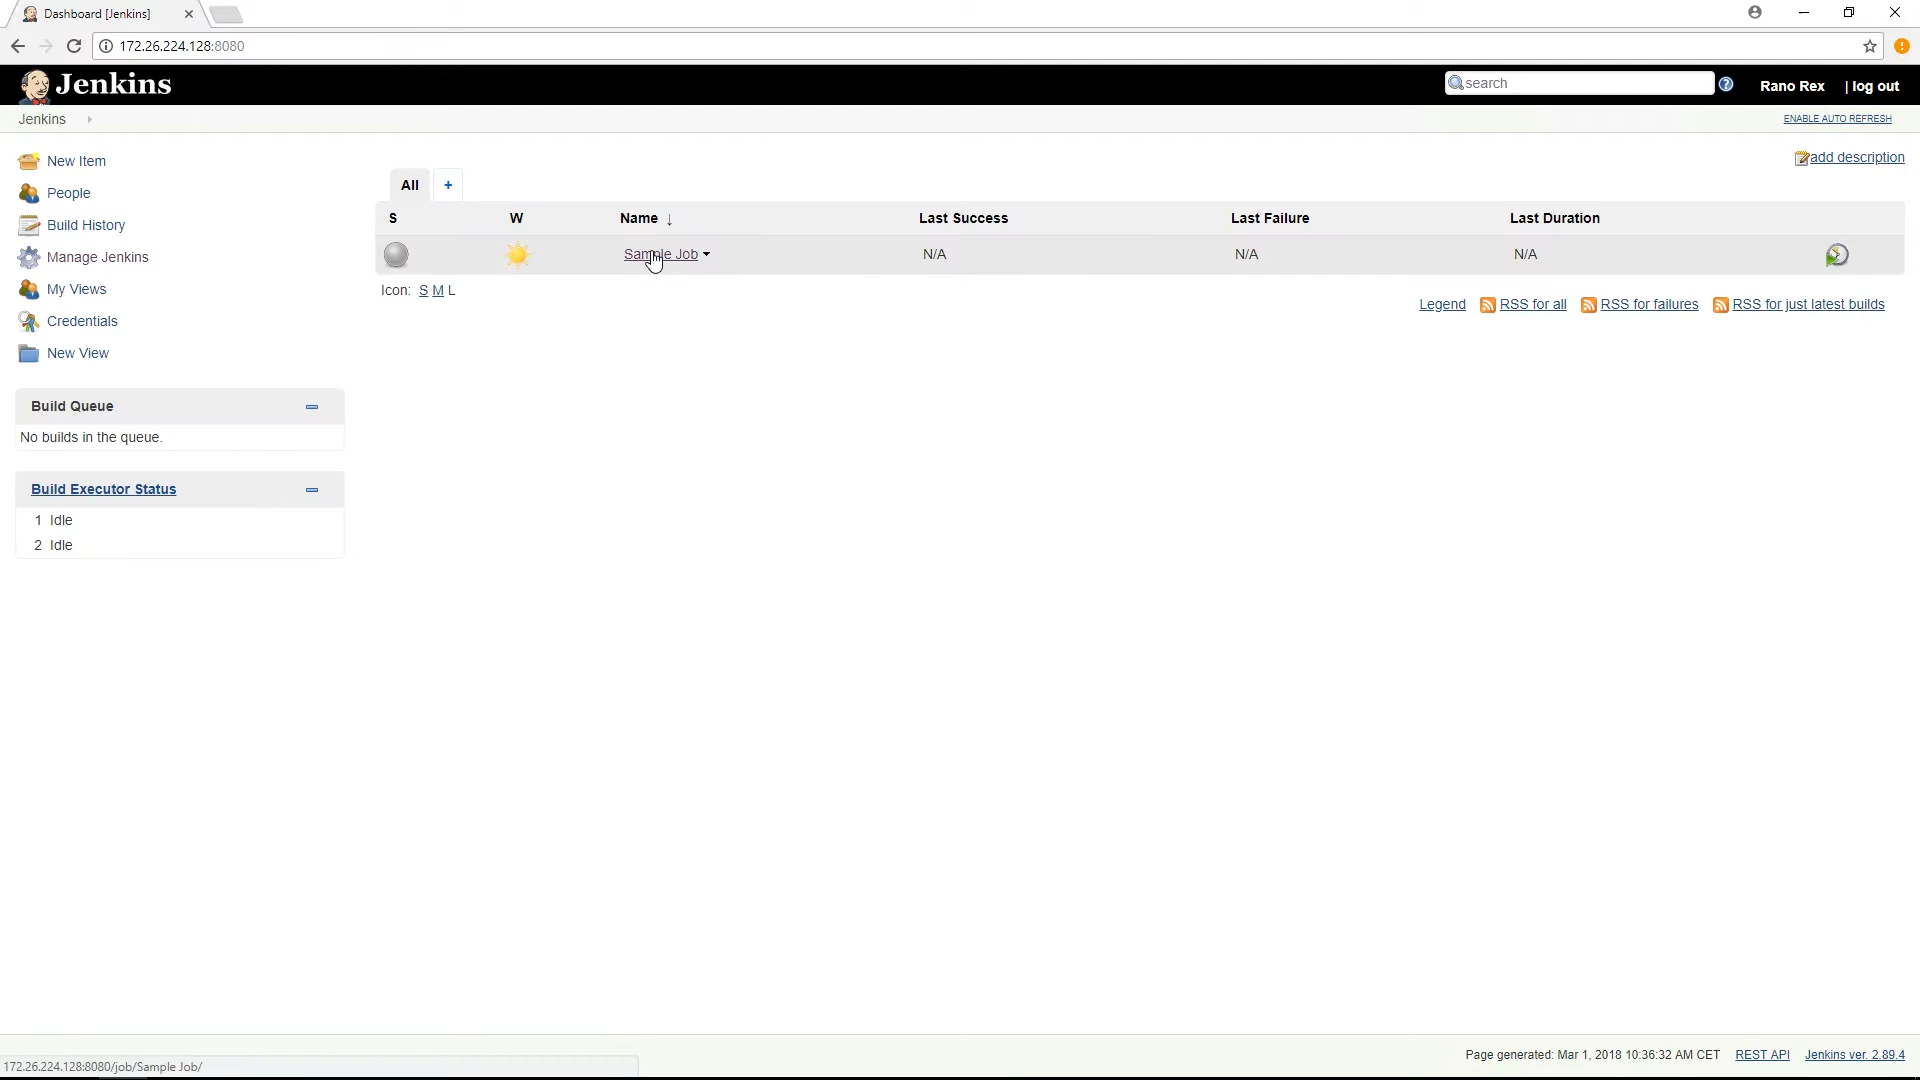 Dashboard [Jenkins]
172.26.224.128:8080
Jenkins
search
Rano Rex | log out
Jenkins
ENABLE AUTO REFRESH
New Item
People
Build History
Manage Jenkins
My Views
Credentials
New View
add description
All +
S W Name ↓ Last Success Last Failure Last Duration
Sample Job N/A N/A N/A
Icon: S M L
Legend RSS for all RSS for failures RSS for just latest builds
Build Queue
No builds in the queue.
Build Executor Status
1 Idle
2 Idle
Page generated: Mar 1, 2018 10:36:32 AM CET REST API Jenkins ver. 2.89.4
172.26.224.128:8080/job/Sample Job/